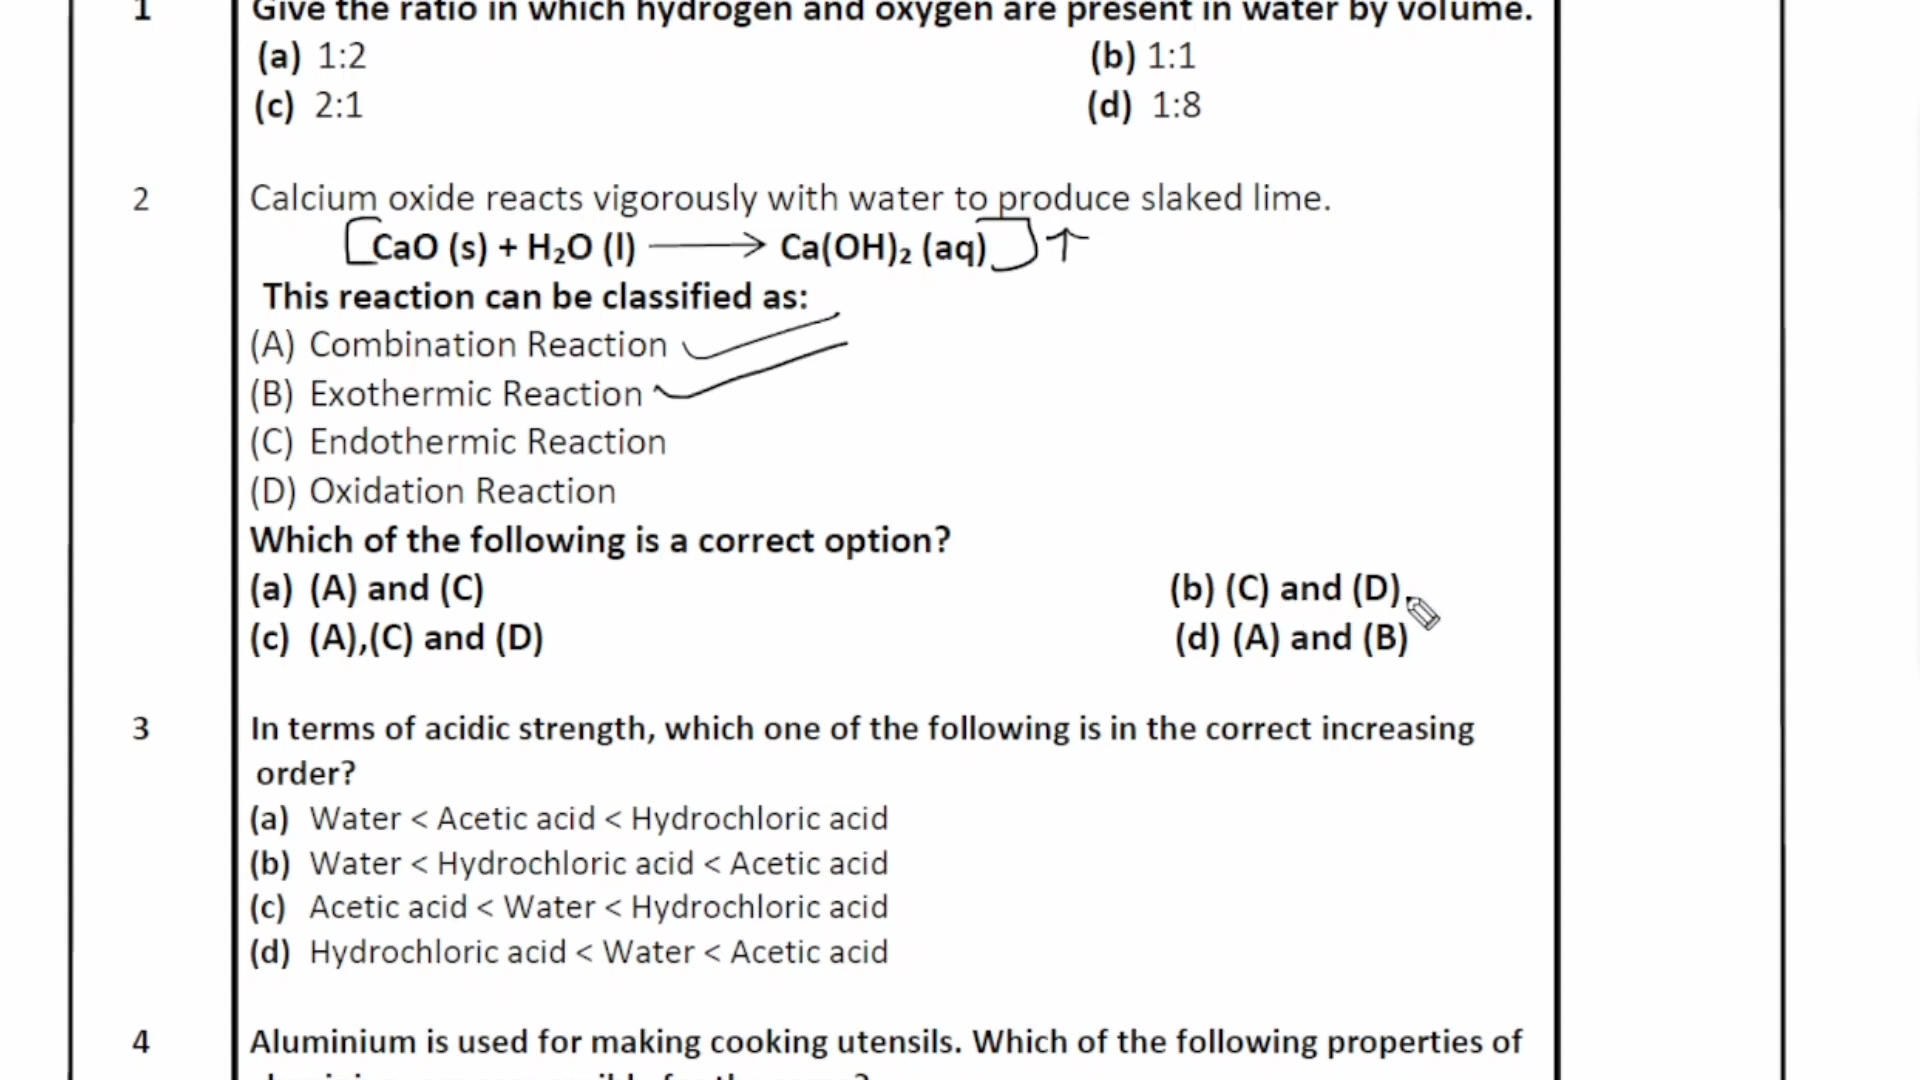 1 Give the ratio in which hydrogen and oxygen are present in water by volume.
(a) 1:2 (b) 1:1
(c) 2:1 (d) 1:8
2 Calcium oxide reacts vigorously with water to produce slaked lime.
CaO (s) + H₂O (l) ⟶ Ca(OH)₂ (aq) ↑
This reaction can be classified as:
(A) Combination Reaction
(B) Exothermic Reaction
(C) Endothermic Reaction
(D) Oxidation Reaction
Which of the following is a correct option?
(a) (A) and (C) (b) (C) and (D)
(c) (A),(C) and (D) (d) (A) and (B)
3 In terms of acidic strength, which one of the following is in the correct increasing
order?
(a) Water < Acetic acid < Hydrochloric acid
(b) Water < Hydrochloric acid < Acetic acid
(c) Acetic acid < Water < Hydrochloric acid
(d) Hydrochloric acid < Water < Acetic acid
4 Aluminium is used for making cooking utensils. Which of the following properties of